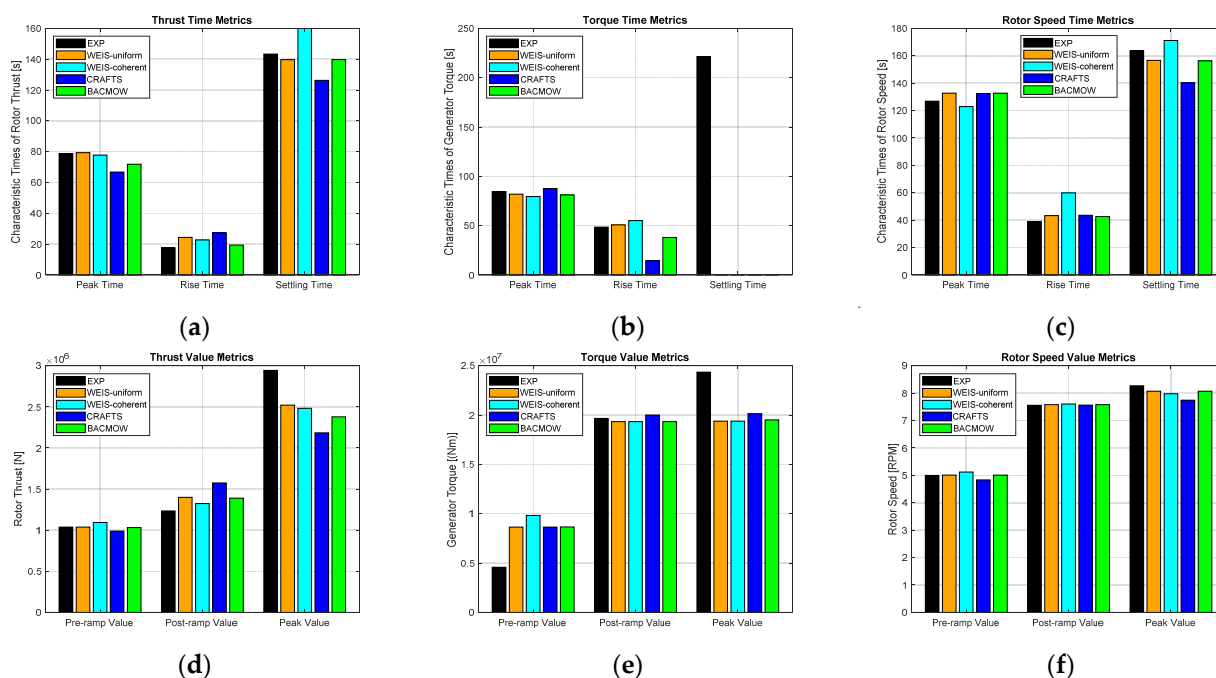 Thrust Time Metrics
Characteristic Times of Rotor Thrust [s]
160
140
120
100
80
60
40
20
0
EXP
WEIS-uniform
WEIS-coherent
CRAFTS
BACMOW
Peak Time Rise Time Settling Time
(a)
Torque Time Metrics
Characteristic Times of Generator Torque [s]
250
200
150
100
50
0
EXP
WEIS-uniform
WEIS-coherent
CRAFTS
BACMOW
Peak Time Rise Time Settling Time
(b)
Rotor Speed Time Metrics
Characteristic Times of Rotor Speed [s]
180
160
140
120
100
80
60
40
20
0
EXP
WEIS-uniform
WEIS-coherent
CRAFTS
BACMOW
Peak Time Rise Time Settling Time
(c)
Thrust Value Metrics
×10⁶
Rotor Thrust [N]
3
2.5
2
1.5
1
0.5
0
EXP
WEIS-uniform
WEIS-coherent
CRAFTS
BACMOW
Pre-ramp Value Post-ramp Value Peak Value
(d)
Torque Value Metrics
×10⁷
Generator Torque [(Nm)]
2.5
2
1.5
1
0.5
0
EXP
WEIS-uniform
WEIS-coherent
CRAFTS
BACMOW
Pre-ramp Value Post-ramp Value Peak Value
(e)
Rotor Speed Value Metrics
Rotor Speed [RPM]
9
8
7
6
5
4
3
2
1
0
EXP
WEIS-uniform
WEIS-coherent
CRAFTS
BACMOW
Pre-ramp Value Post-ramp Value Peak Value
(f)